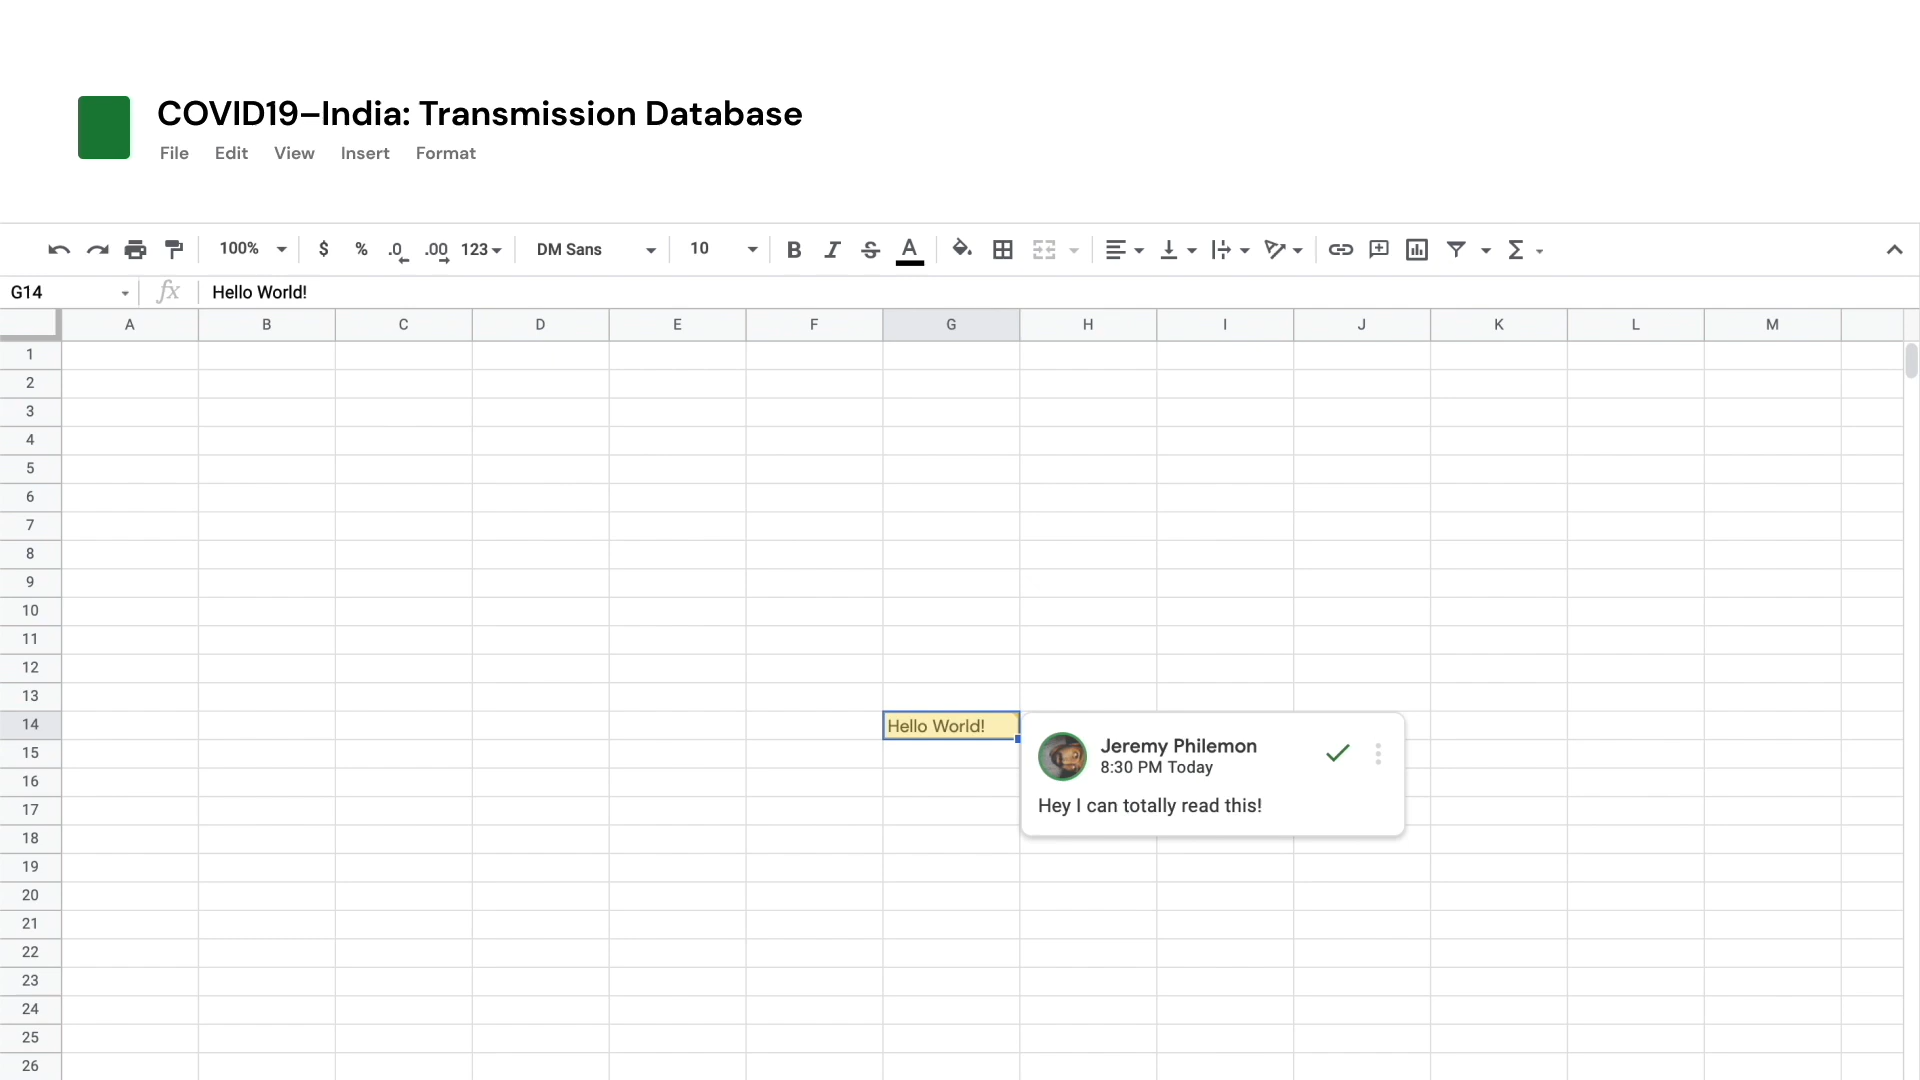 COVID19–India: Transmission Database
File Edit View Insert Format
100% $ % .0 .00 123 DM Sans 10 B I S A Σ
G14 fx Hello World!
A B C D E F G H I J K L M
1
2
3
4
5
6
7
8
9
10
11
12
13
14 Hello World!
Jeremy Philemon
15
8:30 PM Today
16
Hey I can totally read this!
17
18
19
20
21
22
23
24
25
26